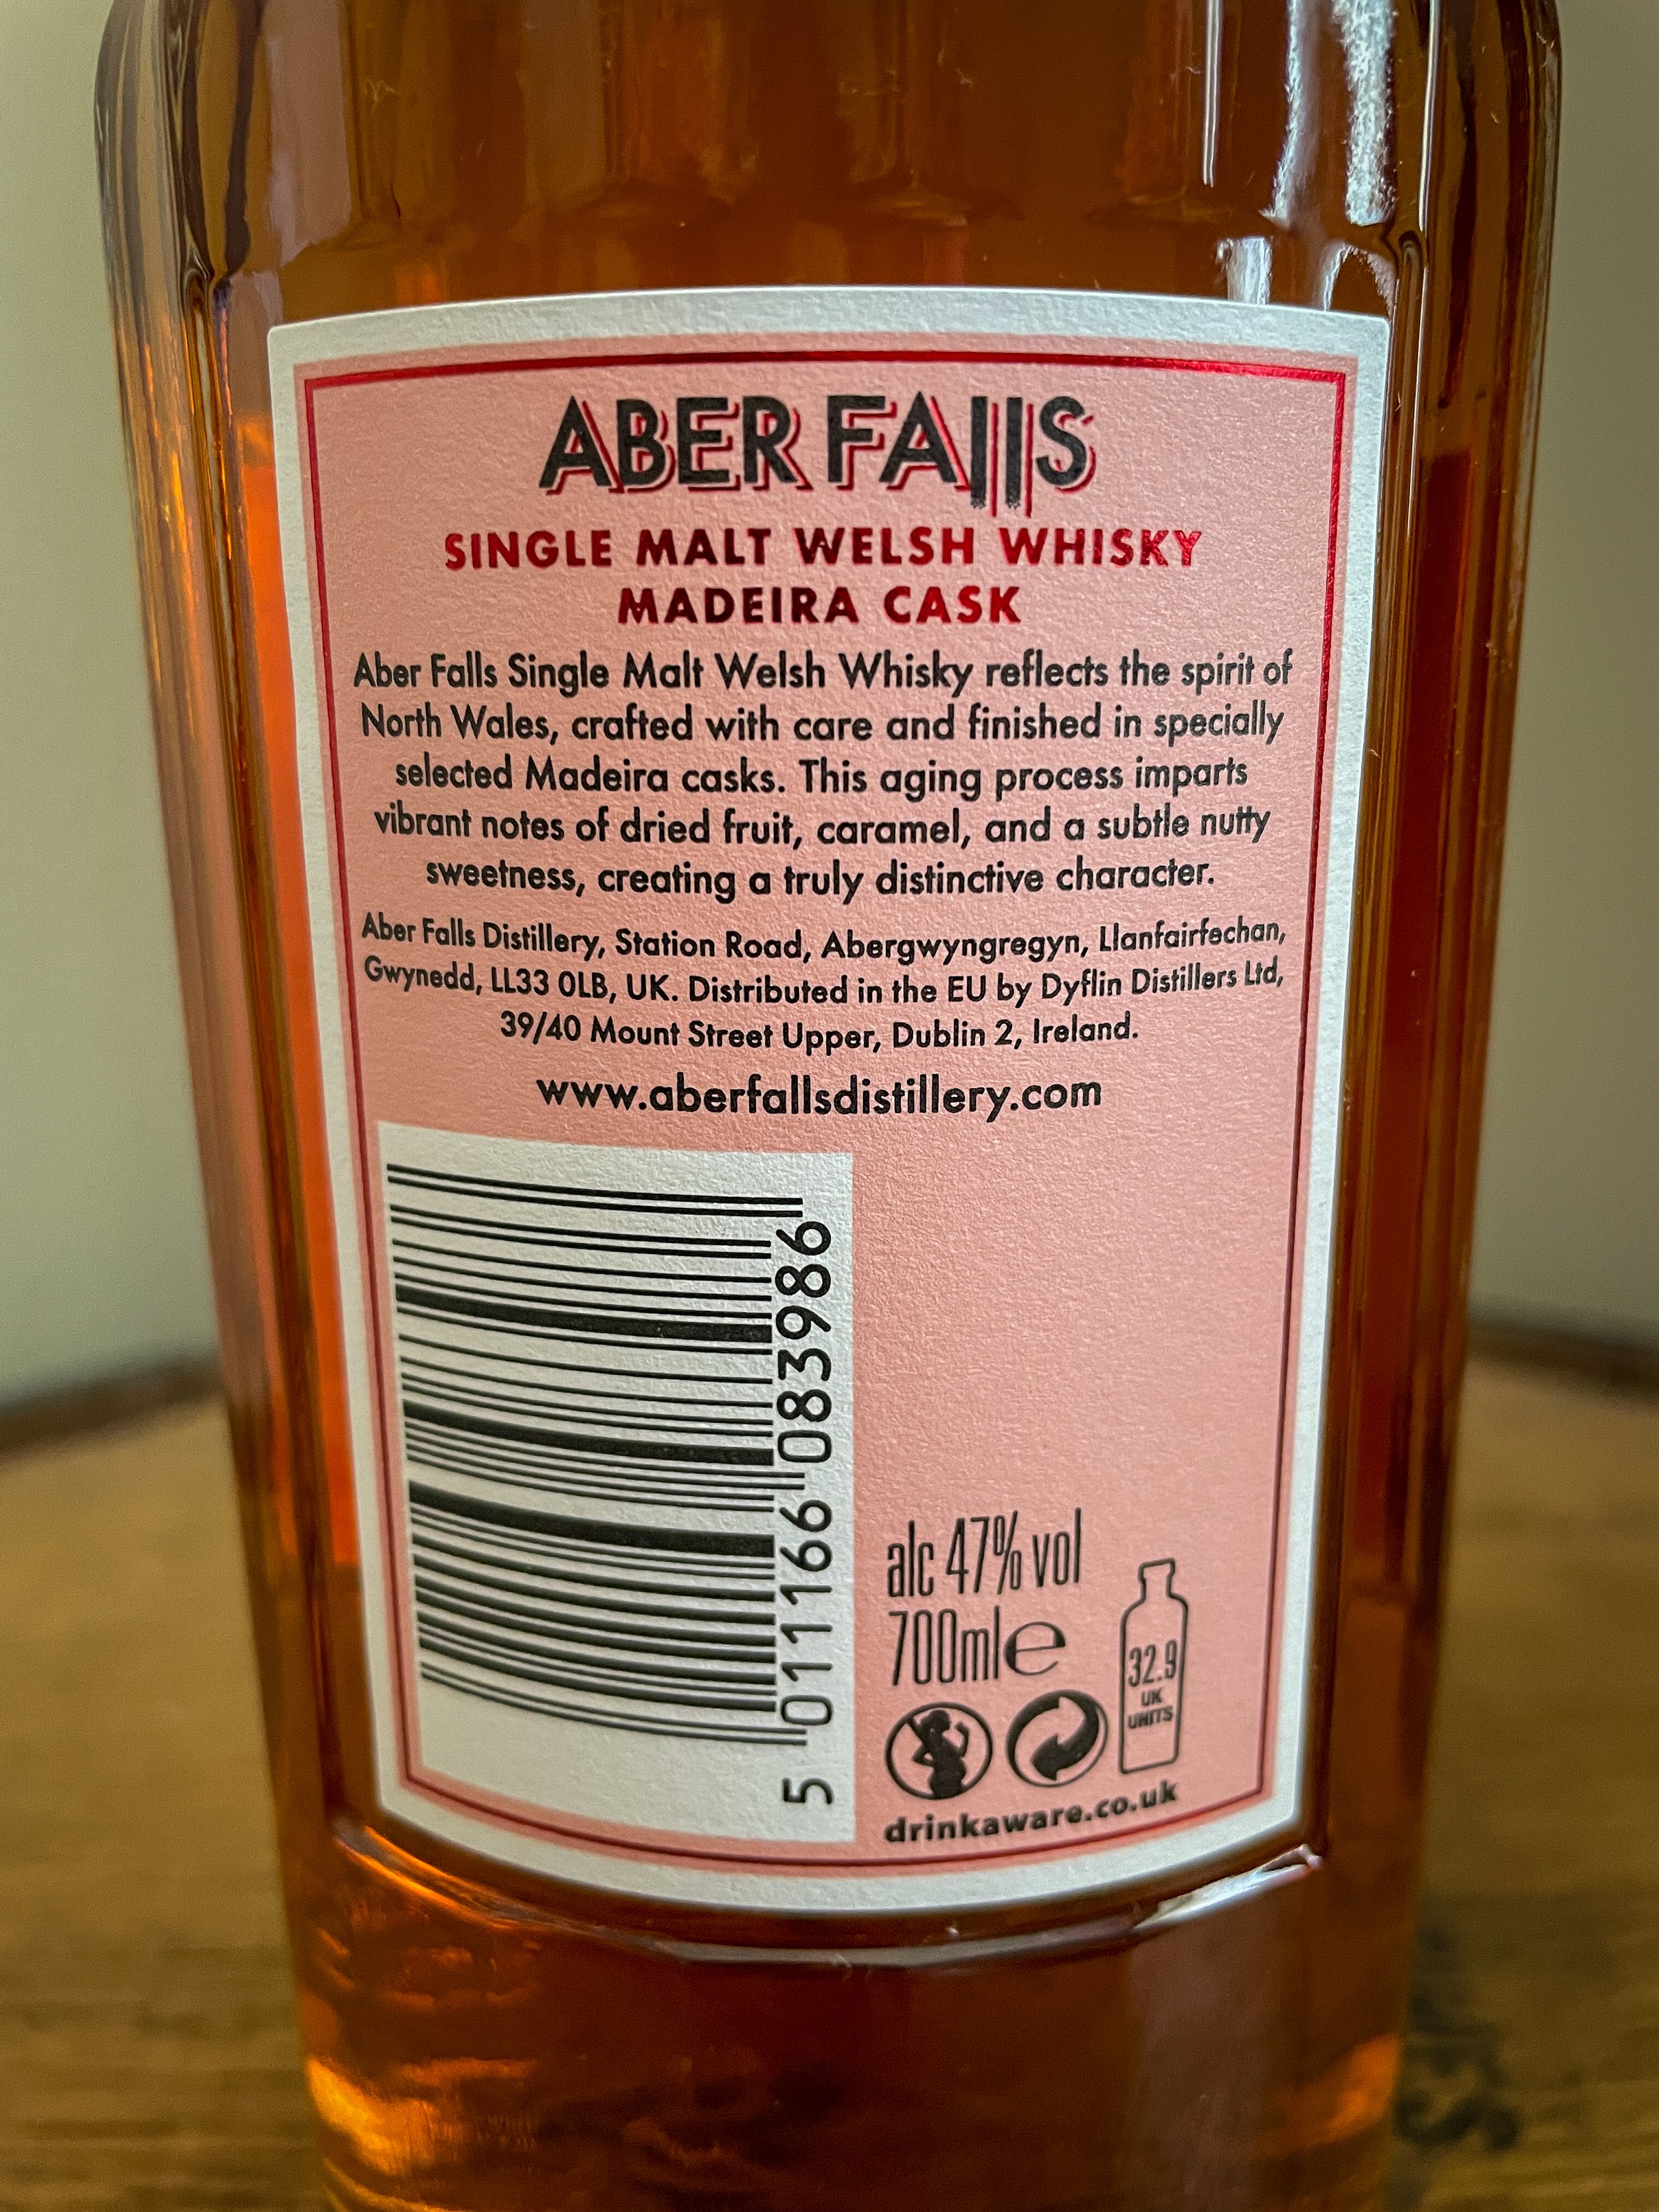 ABER FAllS
SINGLE MALT WELSH WHISKY
MADEIRA CASK
Aber Falls Single Malt Welsh Whisky reflects the spirit of
North Wales, crafted with care and finished in specially
selected Madeira casks. This aging process imparts
vibrant notes of dried fruit, caramel, and a subtle nutty
sweetness, creating a truly distinctive character.
Aber Falls Distillery, Station Road, Abergwyngregyn, Llanfairfechan,
Gwynedd, LL33 0LB, UK. Distributed in the EU by Dyflin Distillers Ltd,
39/40 Mount Street Upper, Dublin 2, Ireland.
www.aberfallsdistillery.com
5 011166 083986
alc 47% vol
700ml e
32.9
UK
UNITS
drinkaware.co.uk